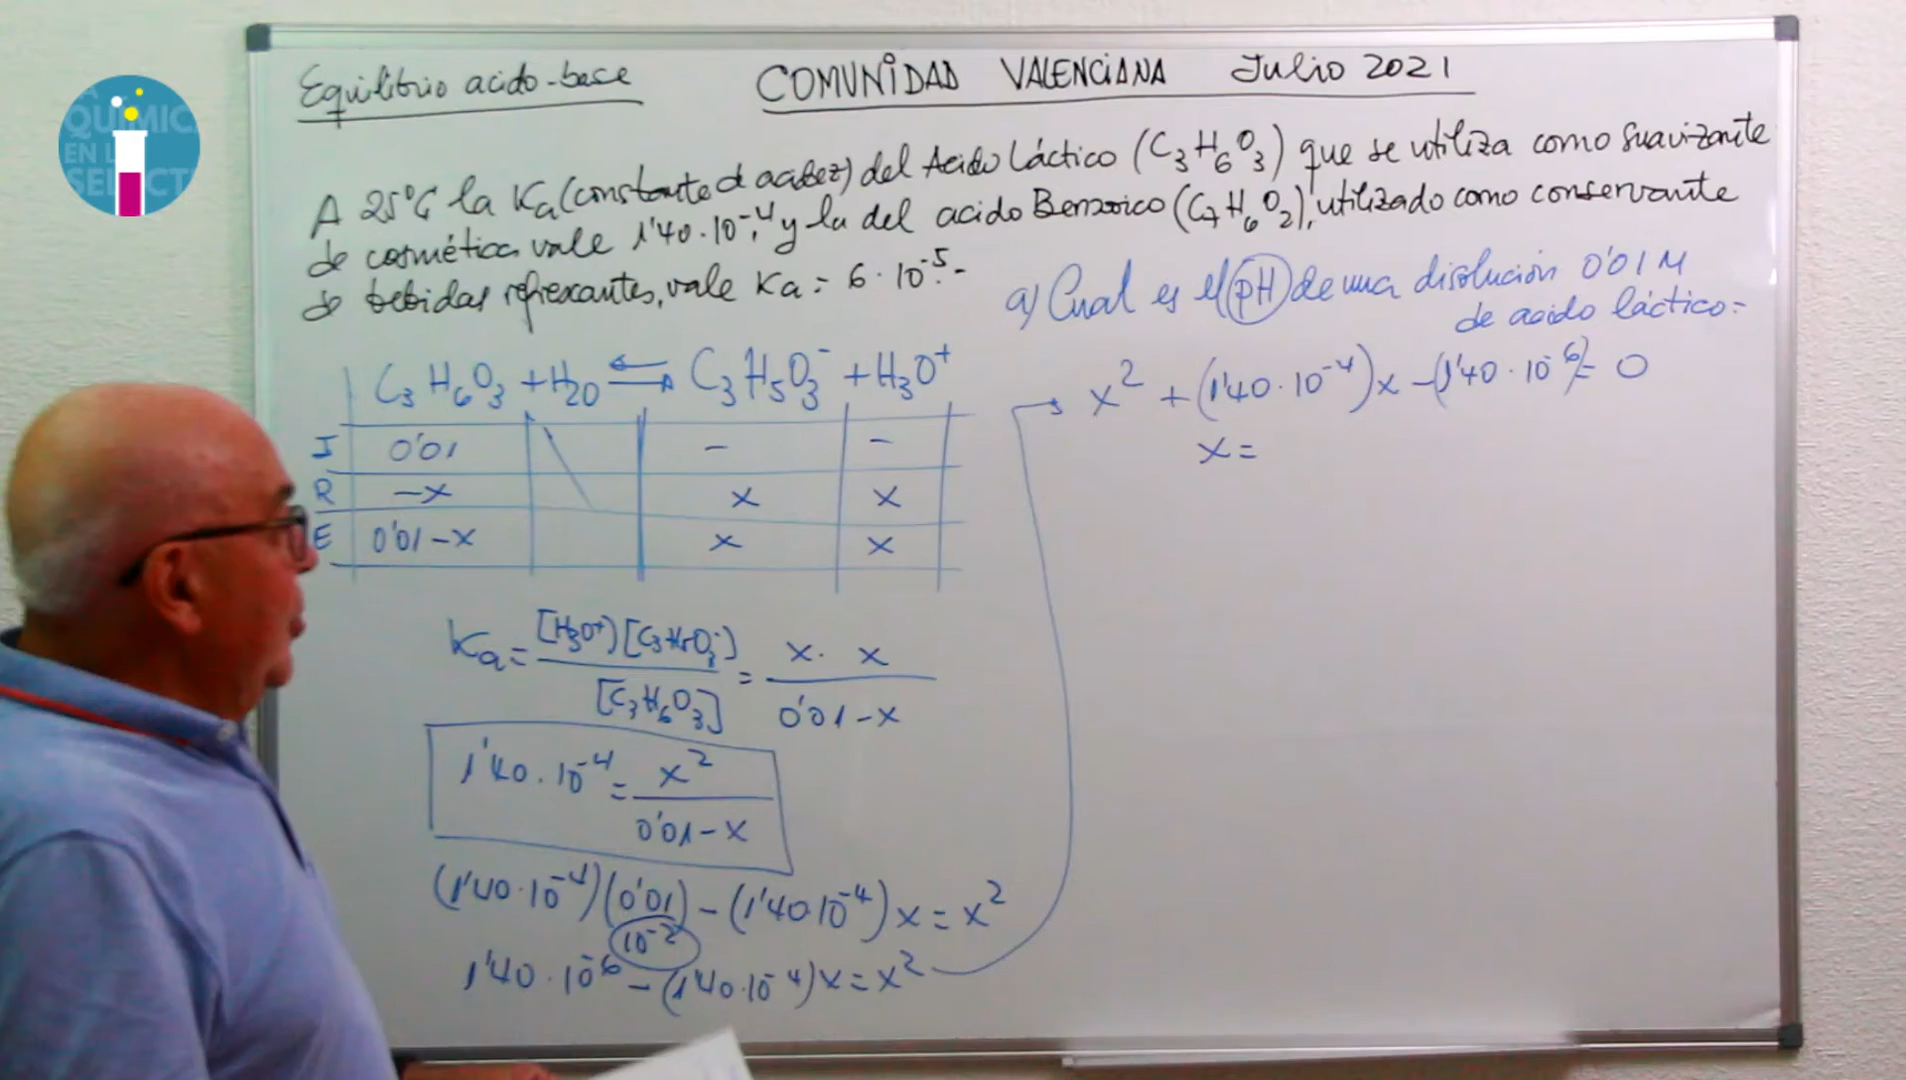 QUIMIC
EN L
SELECT
Equilibrio acido-base
COMUNIDAD VALENCIANA Julio 2021
A 25ºC la Ka (constante d acidez) del Acido Láctico (C3H6O3) que se utiliza como suavizante
de cosmética vale 1'40·10⁻⁴, y la del acido Benzoico (C7H6O2), utilizado como conservante
de bebidas refrescantes, vale Ka = 6·10⁻⁵.-
a) Cual es el pH de una disolución 0'01M
de acido láctico=
C3H6O3 + H2O ⇌ C3H5O3⁻ + H3O⁺
I 0'01 - -
R -x x x
E 0'01-x x x
Ka = [H3O⁺][C3H5O3⁻] / [C3H6O3] = x·x / 0'01-x
1'40·10⁻⁴ = x² / 0'01-x
(1'40·10⁻⁴)(0'01) - (1'40·10⁻⁴)x = x²
10⁻²
1'40·10⁻⁶ - (1'40·10⁻⁴)x = x²
x² + (1'40·10⁻⁴)x - (1'40·10⁻⁶) = 0
x =